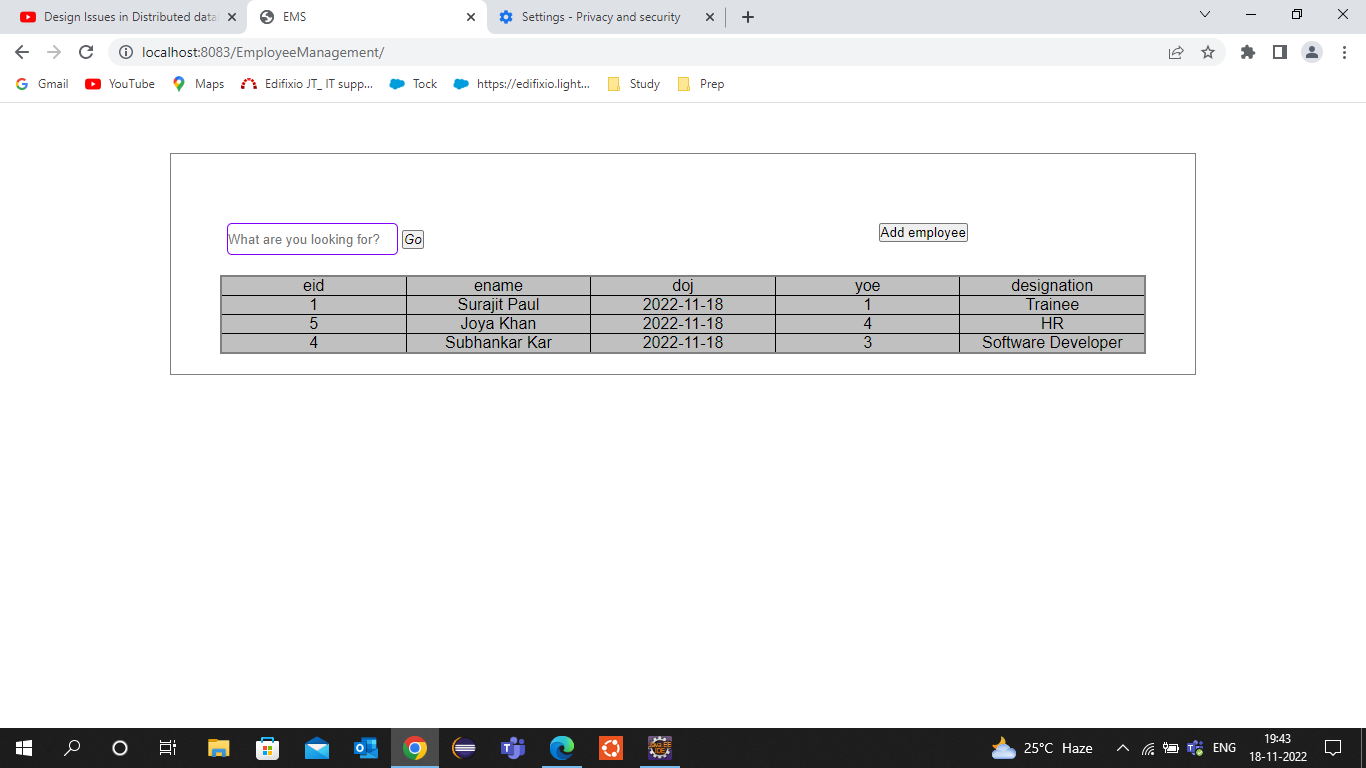 Design Issues in Distributed data
EMS
Settings - Privacy and security
localhost:8083/EmployeeManagement/
Gmail YouTube Maps Edifixio JT_ IT supp... Tock https://edifixio.light... Study Prep
What are you looking for? Go Add employee
eid ename doj yoe designation
1 Surajit Paul 2022-11-18 1 Trainee
5 Joya Khan 2022-11-18 4 HR
4 Subhankar Kar 2022-11-18 3 Software Developer
25°C Haze ENG 19:43
18-11-2022